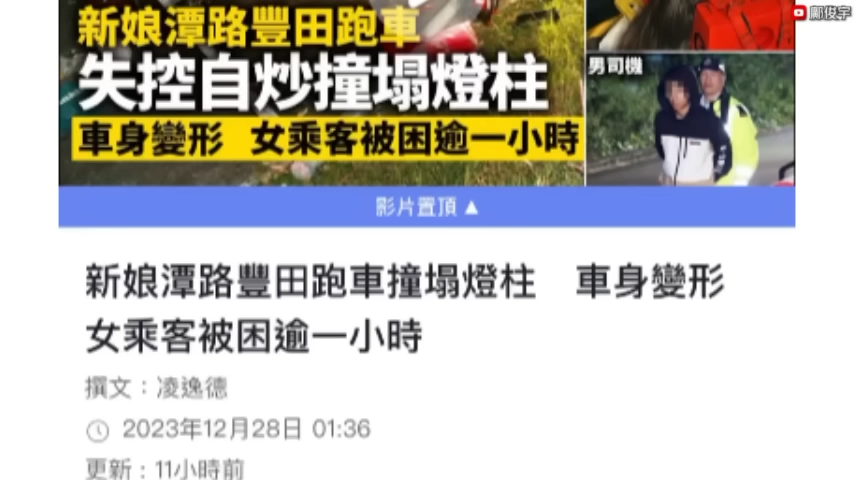 鄺俊宇
新娘潭路豐田跑車
失控自炒撞塌燈柱
車身變形 女乘客被困逾一小時
男司機
影片置頂 ▲
新娘潭路豐田跑車撞塌燈柱 車身變形
女乘客被困逾一小時
撰文：凌逸德
2023年12月28日 01:36
更新：11小時前